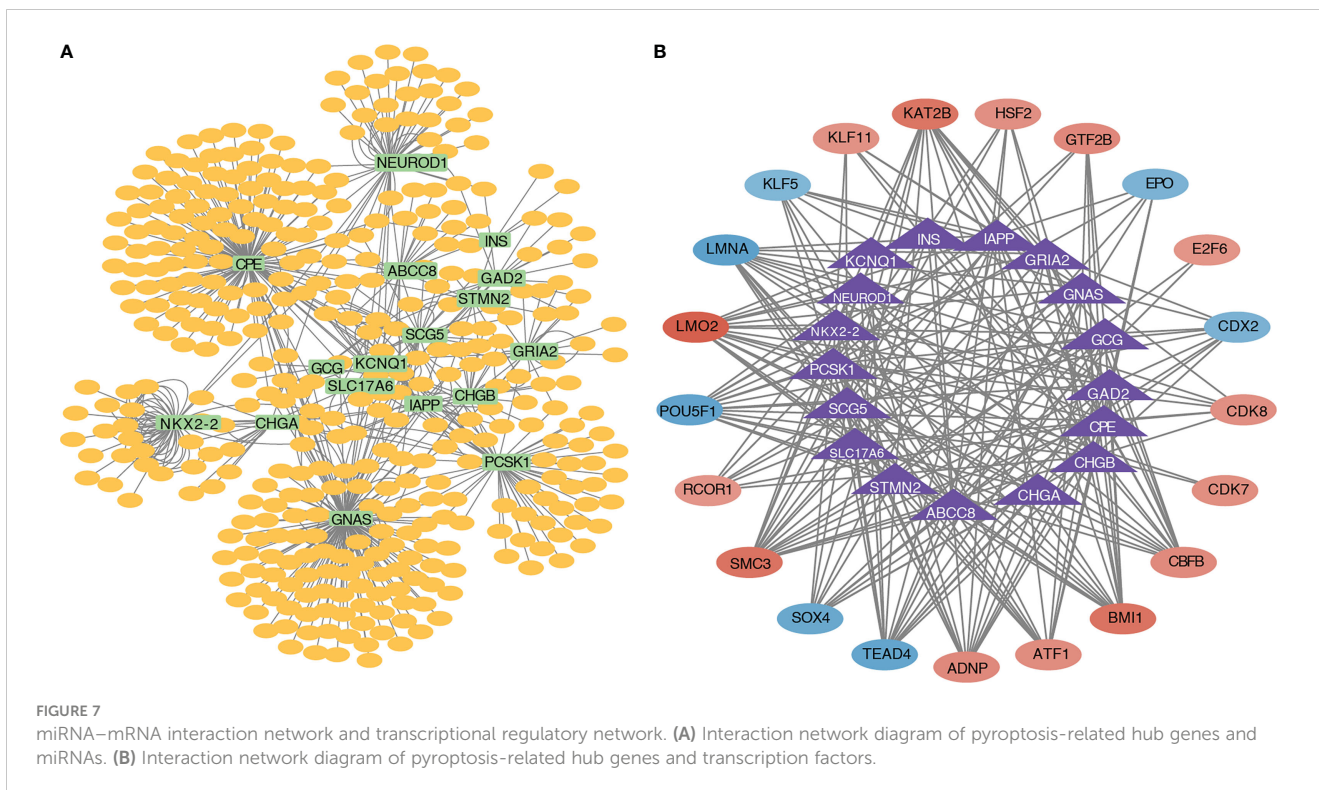 A
B
NEUROD1
INS
CPE
ABCC8
GAD2
STMN2
SCG5
GRIA2
GCG
KCNQ1
SLC17A6
CHGB
IAPP
NKX2-2
CHGA
PCSK1
GNAS
KAT2B
HSF2
KLF11
GTF2B
KLF5
EPO
LMNA
E2F6
LMO2
CDX2
POU5F1
CDK8
RCOR1
CDK7
SMC3
CBFB
SOX4
BMI1
TEAD4
ATF1
ADNP
INS
IAPP
KCNQ1
GRIA2
NEUROD1
GNAS
NKX2-2
GCG
PCSK1
GAD2
SCG5
CPE
SLC17A6
CHGB
STMN2
CHGA
ABCC8
FIGURE 7
miRNA–mRNA interaction network and transcriptional regulatory network. (A) Interaction network diagram of pyroptosis-related hub genes and
miRNAs. (B) Interaction network diagram of pyroptosis-related hub genes and transcription factors.